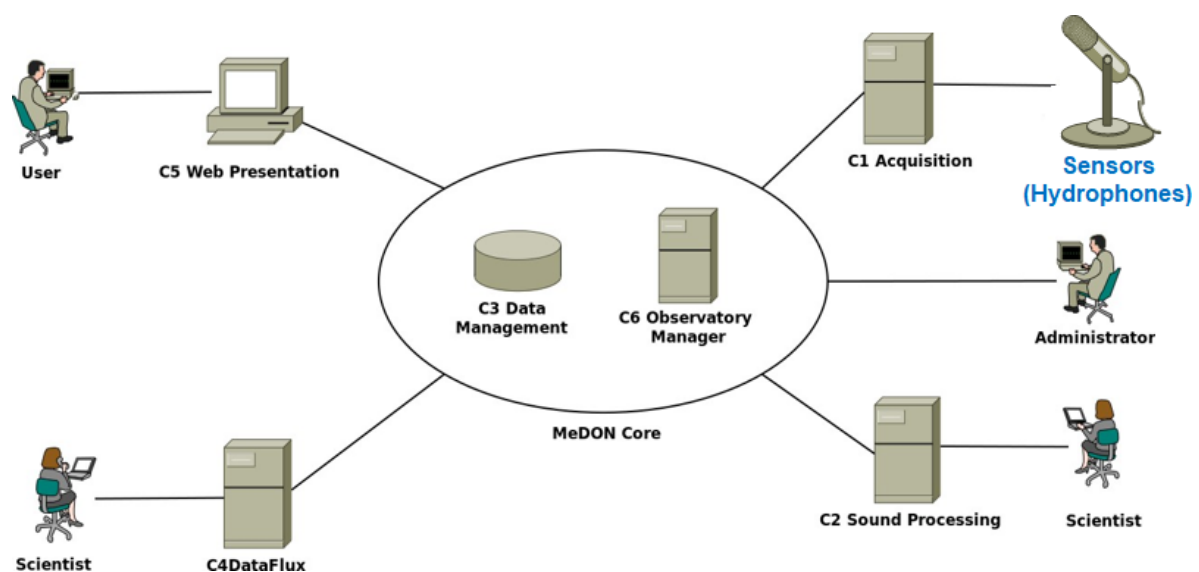 User
C5 Web Presentation
C1 Acquisition
Sensors
(Hydrophones)
C3 Data
Management
C6 Observatory
Manager
Administrator
MeDON Core
Scientist
C4DataFlux
C2 Sound Processing
Scientist